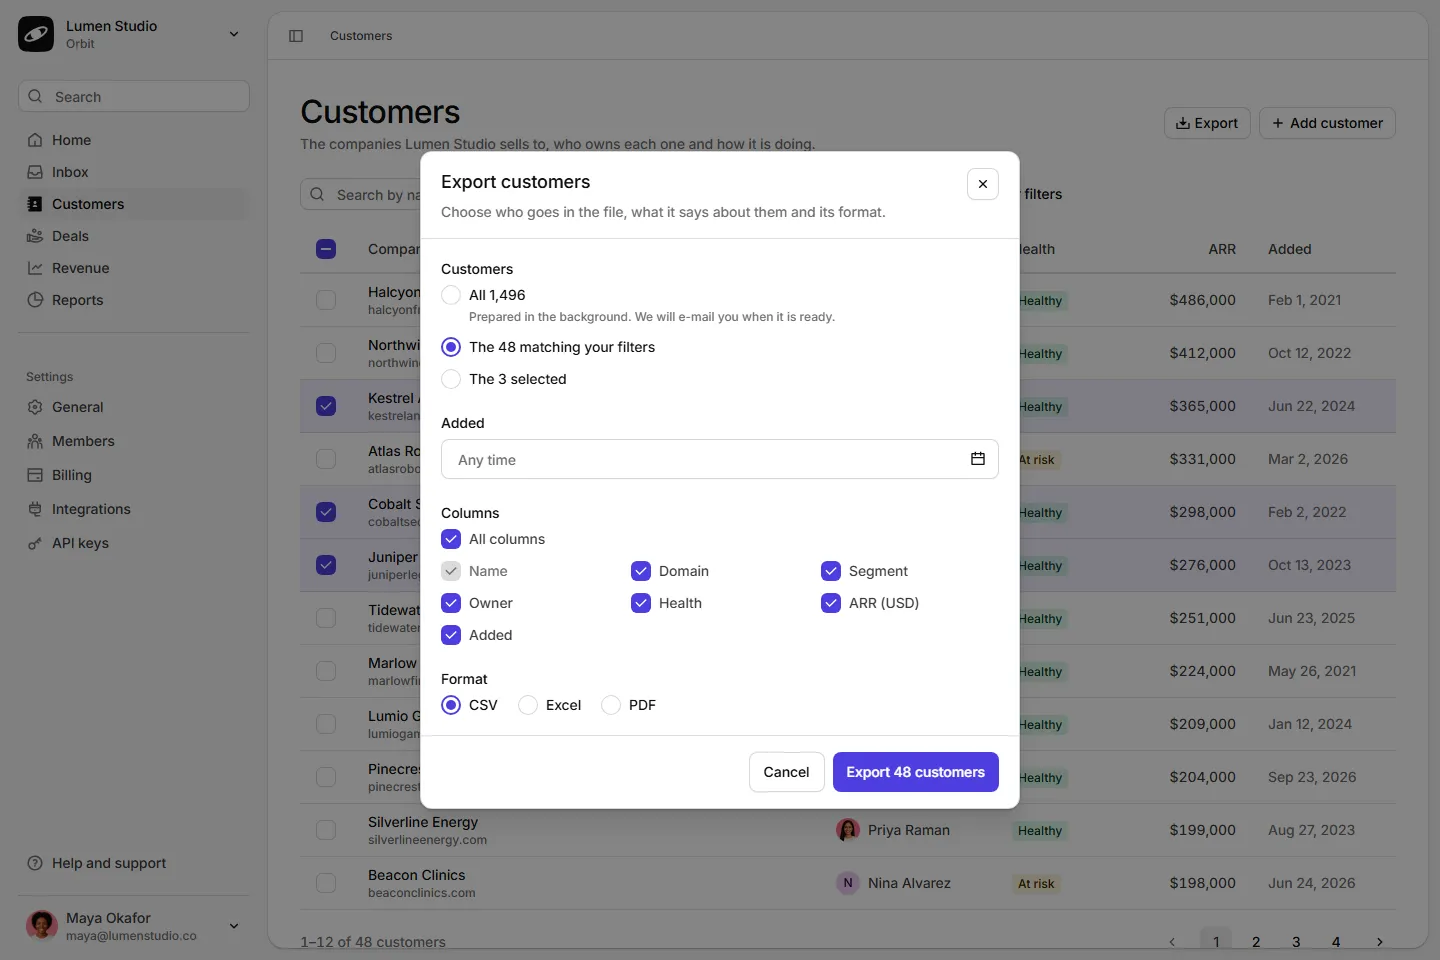 Lumen Studio
Orbit
Customers
Search
Home
Inbox
Customers
Deals
Revenue
Reports
Settings
General
Members
Billing
Integrations
API keys
Help and support
Maya Okafor
maya@lumenstudio.co
Customers
The companies Lumen Studio sells to, who owns each one and how it is doing.
Export
Add customer
Search by
filters
ARR
Added
$486,000 Feb 1, 2021
$412,000 Oct 12, 2022
Kestrel
Healthy
$365,000 Jun 22, 2024
Atlas
At risk
$331,000 Mar 2, 2026
Cobalt
Healthy
$298,000 Feb 2, 2022
Juniper
Healthy
$276,000 Oct 13, 2023
Healthy
$251,000 Jun 23, 2025
Marlow
Healthy
$224,000 May 26, 2021
Lumio
Healthy
$209,000 Jan 12, 2024
Healthy
$204,000 Sep 23, 2026
Silverline Energy
silverlineenergy.com
Priya Raman
Healthy
$199,000 Aug 27, 2023
Beacon Clinics
beaconclinics.com
N
Nina Alvarez
At risk
$198,000 Jun 24, 2026
1–12 of 48 customers
1 2 3 4
Export customers
Choose who goes in the file, what it says about them and its format.
Customers
All 1,496
Prepared in the background. We will e-mail you when it is ready.
The 48 matching your filters
The 3 selected
Added
Any time
Columns
All columns
Name Domain Segment
Owner Health ARR (USD)
Added
Format
CSV Excel PDF
Cancel
Export 48 customers